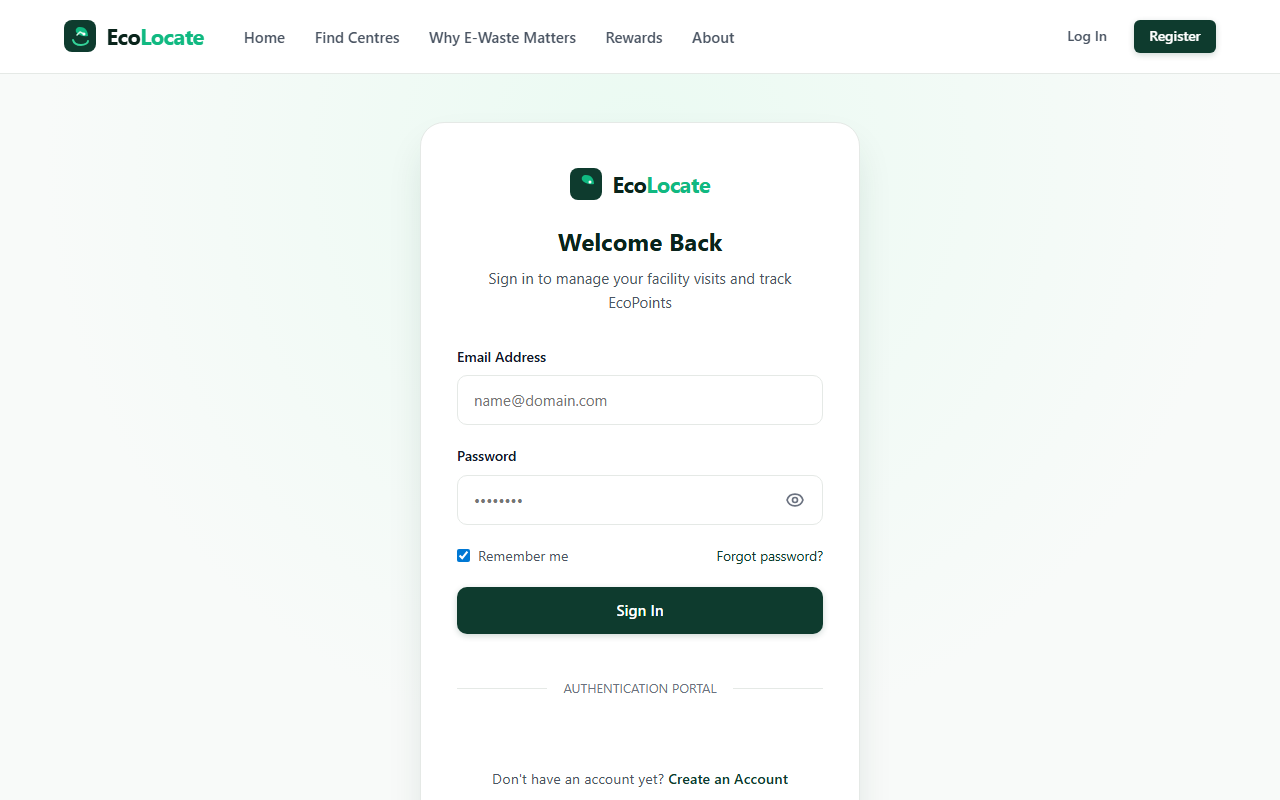 EcoLocate
Home
Find Centres
Why E-Waste Matters
Rewards
About
Log In
Register
EcoLocate
Welcome Back
Sign in to manage your facility visits and track
EcoPoints
Email Address
name@domain.com
Password
••••••••
Remember me
Forgot password?
Sign In
AUTHENTICATION PORTAL
Don't have an account yet? Create an Account